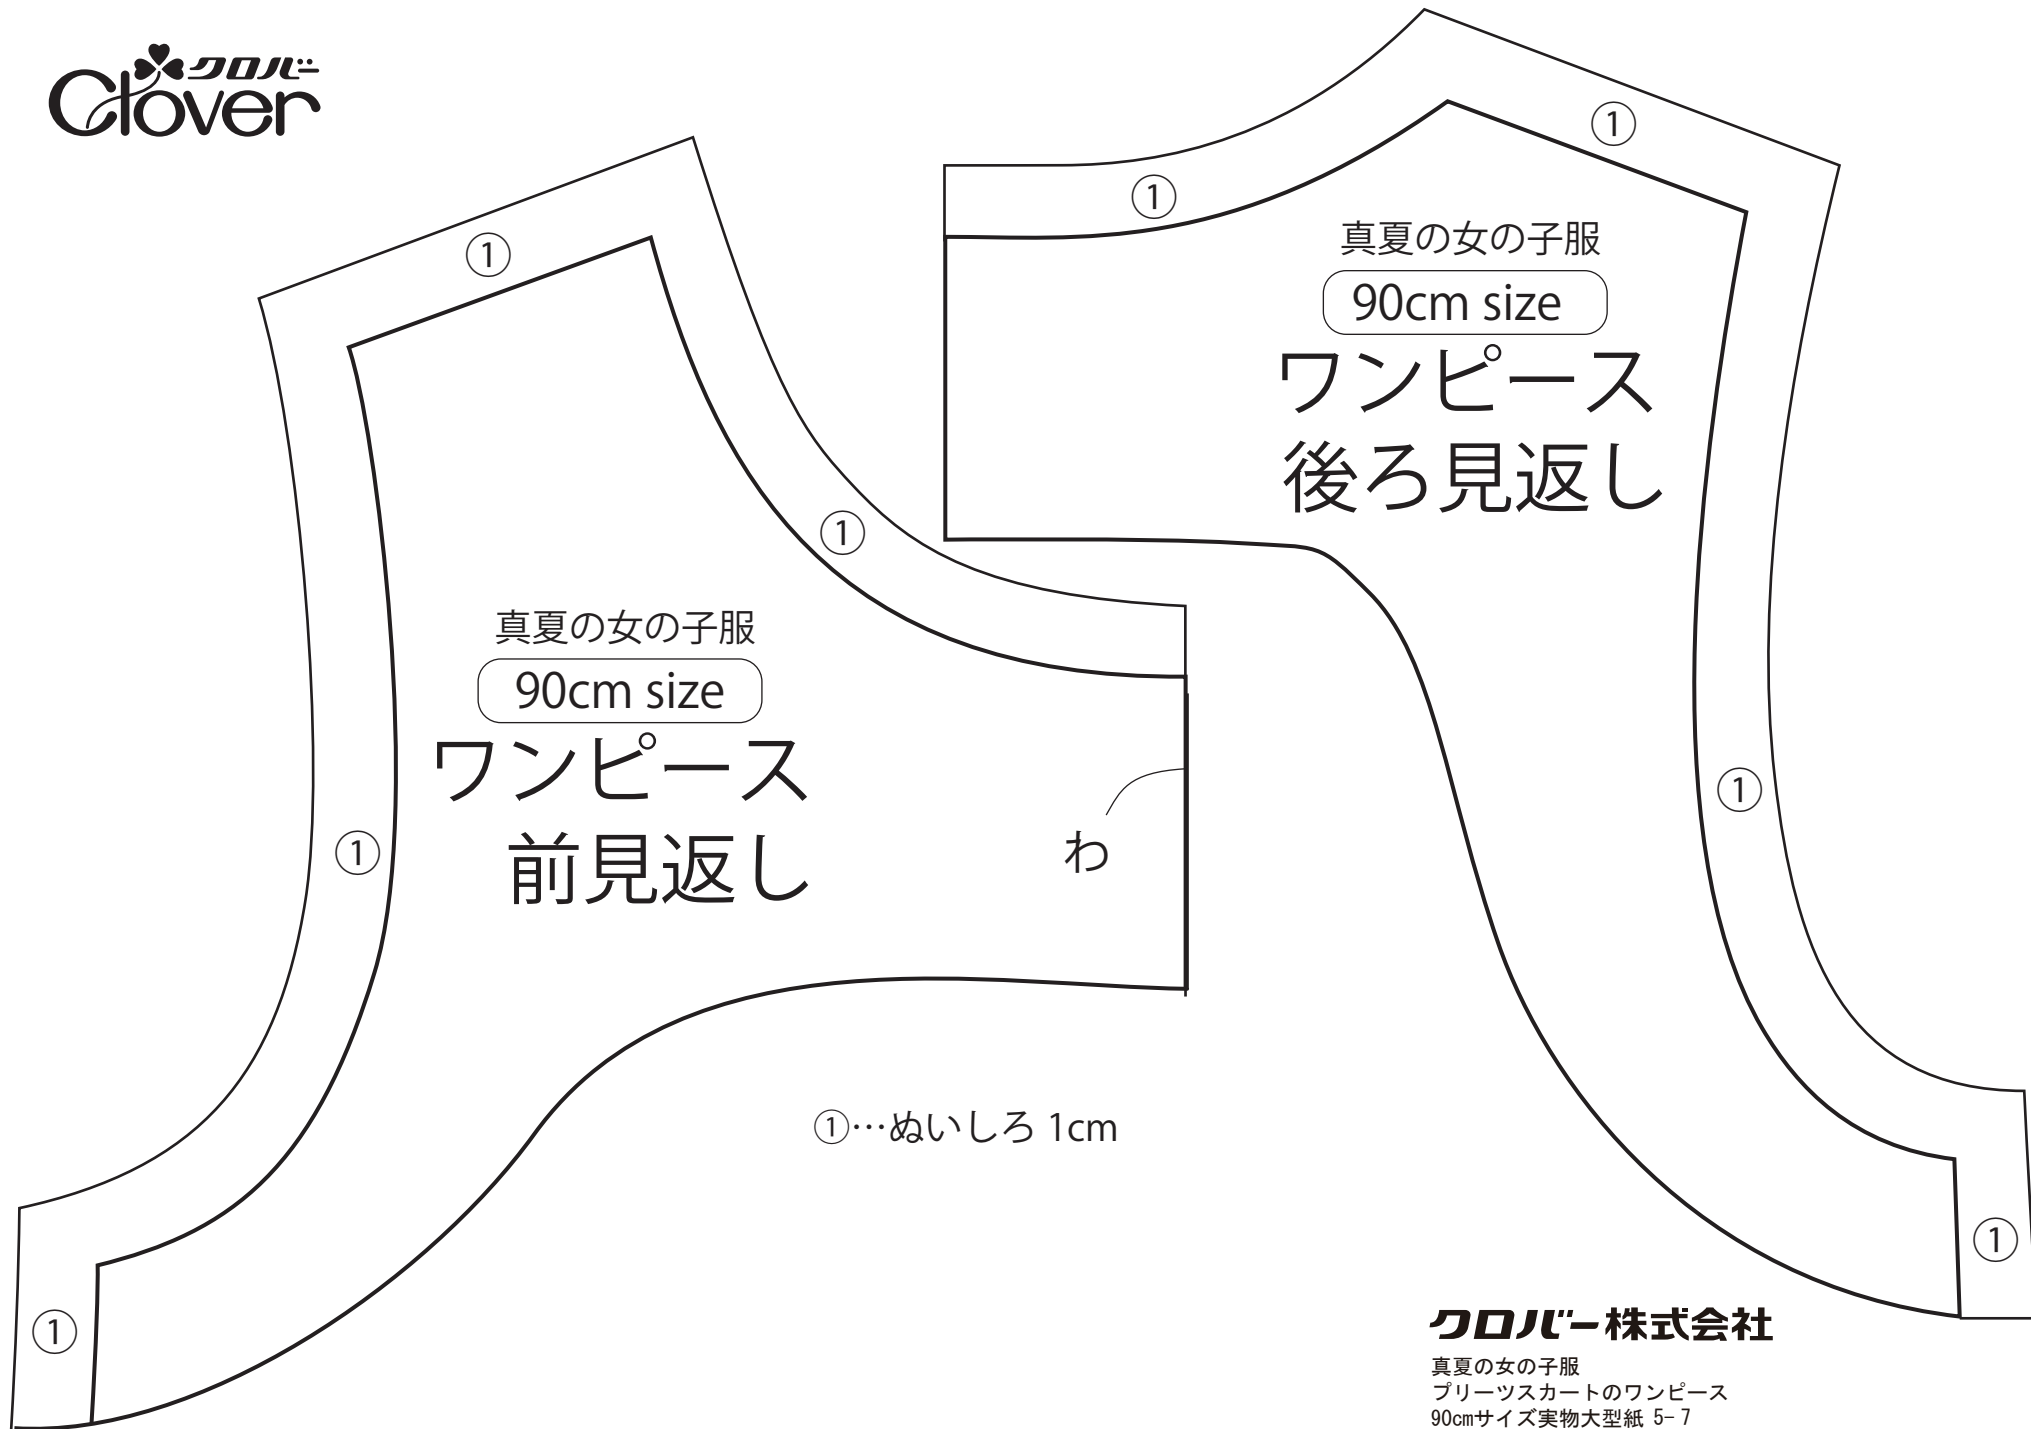 クロバー
Clover
①
①
①
①
真夏の女の子服
90cm size
ワンピース
前見返し
わ
①
①
①
①
真夏の女の子服
90cm size
ワンピース
後ろ見返し
①…ぬいしろ 1cm
クロバー株式会社
真夏の女の子服
プリーツスカートのワンピース
90cmサイズ実物大型紙 5-7